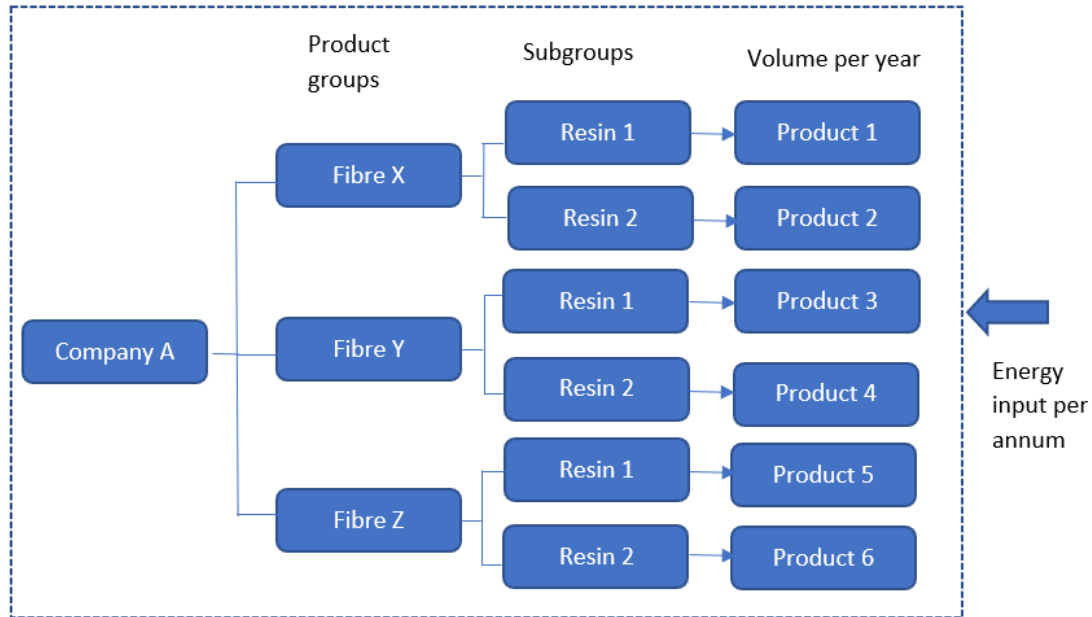 Product
groups
Subgroups
Volume per year
Resin 1
Product 1
Fibre X
Resin 2
Product 2
Resin 1
Product 3
Company A
Fibre Y
Resin 2
Product 4
Energy
input per
annum
Resin 1
Product 5
Fibre Z
Resin 2
Product 6